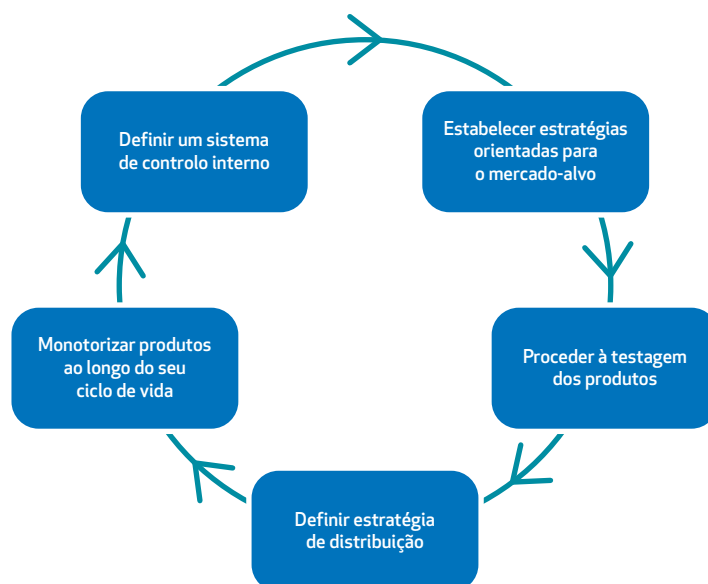 Definir um sistema
de controlo interno
Estabelecer estratégias
orientadas para
o mercado-alvo
Proceder à testagem
dos produtos
Definir estratégia
de distribuição
Monotorizar produtos
ao longo do seu
ciclo de vida